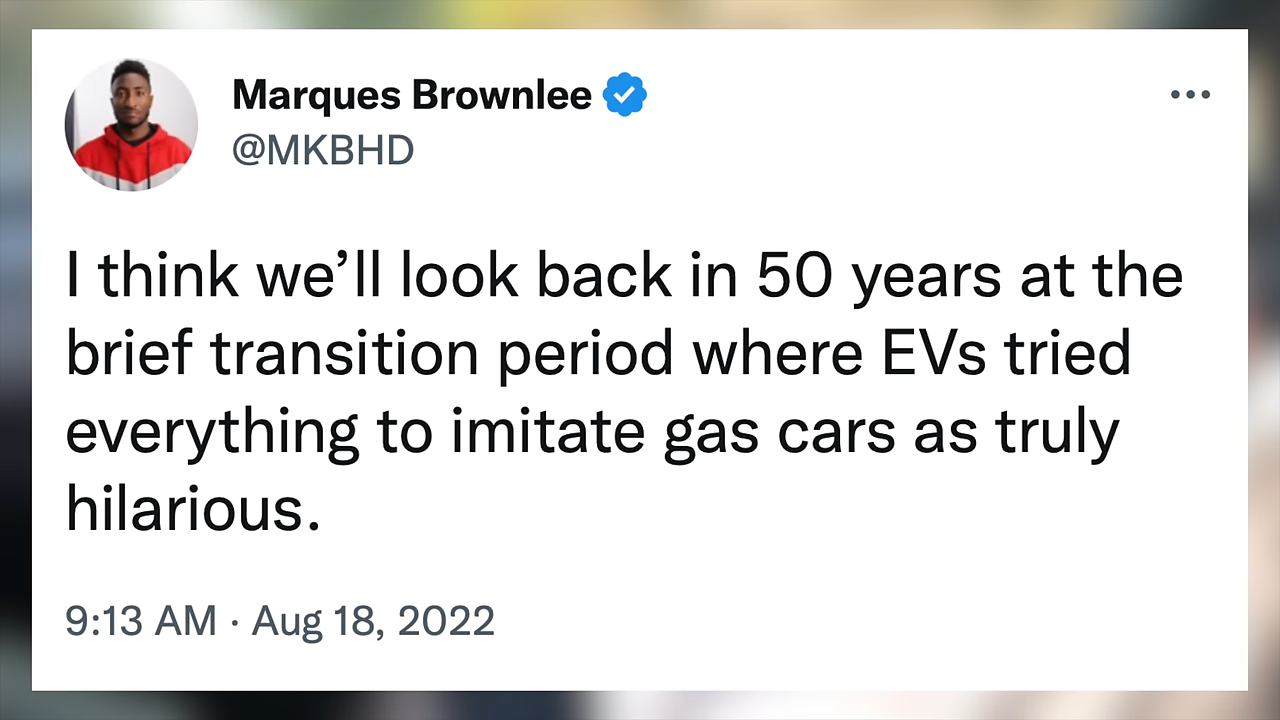 Marques Brownlee
@MKBHD
I think we’ll look back in 50 years at the
brief transition period where EVs tried
everything to imitate gas cars as truly
hilarious.
9:13 AM · Aug 18, 2022